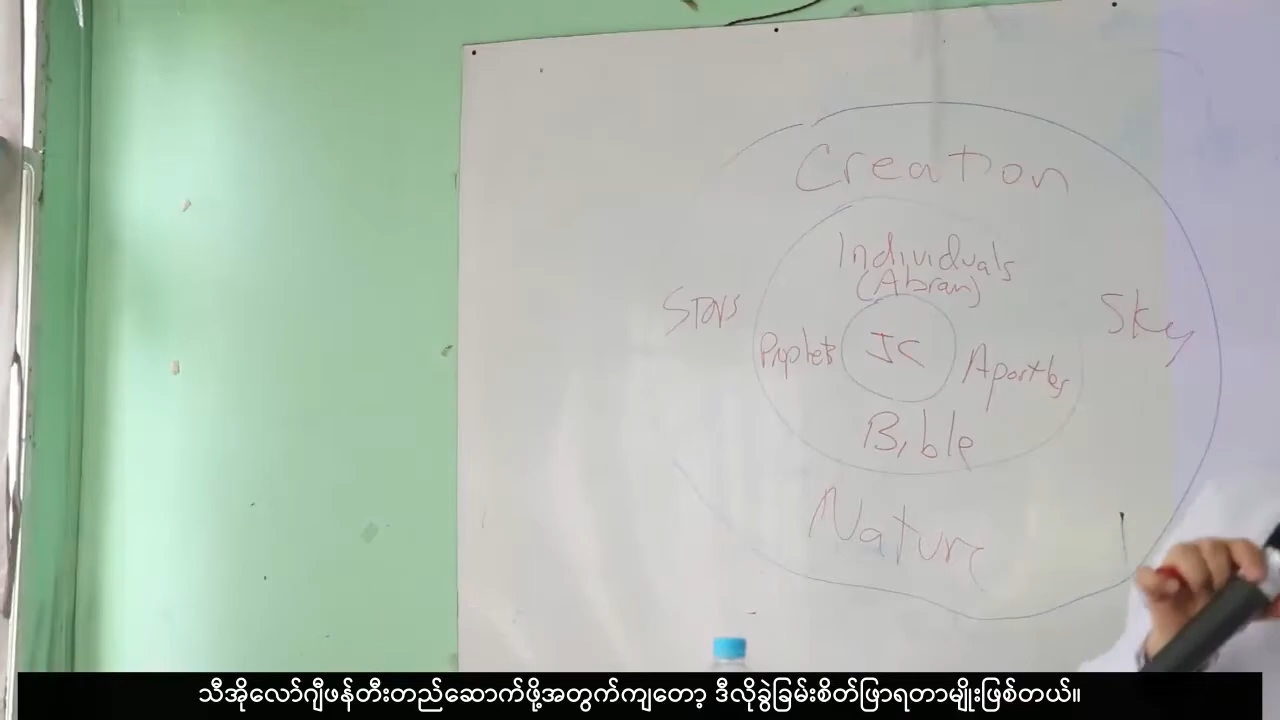 Creation
Individuals
(Abram)
Stars
Sky
Prophets
JC
Apostles
Bible
Nature
သီအိုလော်ဂျီဖန်တီးတည်ဆောက်ဖို့အတွက်ကျတော့ ဒီလိုခွဲခြမ်းစိတ်ဖြာရတာမျိုးဖြစ်တယ်။